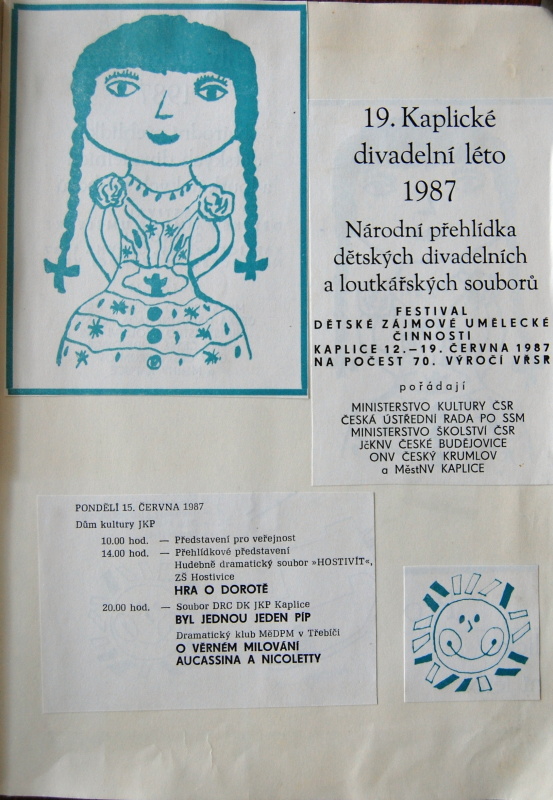 19. Kaplické
divadelní léto
1987
Národní přehlídka
dětských divadelních
a loutkářských souborů
FESTIVAL
DĚTSKÉ ZÁJMOVÉ UMĚLECKÉ
ČINNOSTI
KAPLICE 12.–19. ČERVNA 1987
NA POČEST 70. VÝROČÍ VŘSR
pořádají
MINISTERSTVO KULTURY ČSR
ČESKÁ ÚSTŘEDNÍ RADA PO SSM
MINISTERSTVO ŠKOLSTVÍ ČSR
JčKNV ČESKÉ BUDĚJOVICE
ONV ČESKÝ KRUMLOV
a MěstNV KAPLICE
PONDĚLÍ 15. ČERVNA 1987
Dům kultury JKP
10.00 hod. — Představení pro veřejnost
14.00 hod. — Přehlídkové představení
Hudebně dramatický soubor »HOSTIVÍT«,
ZŠ Hostivice
HRA O DOROTĚ
20.00 hod. — Soubor DRC DK JKP Kaplice
BYL JEDNOU JEDEN PÍP
Dramatický klub MěDPM v Třebíči
O VĚRNÉM MILOVÁNÍ
AUCASSINA A NICOLETTY